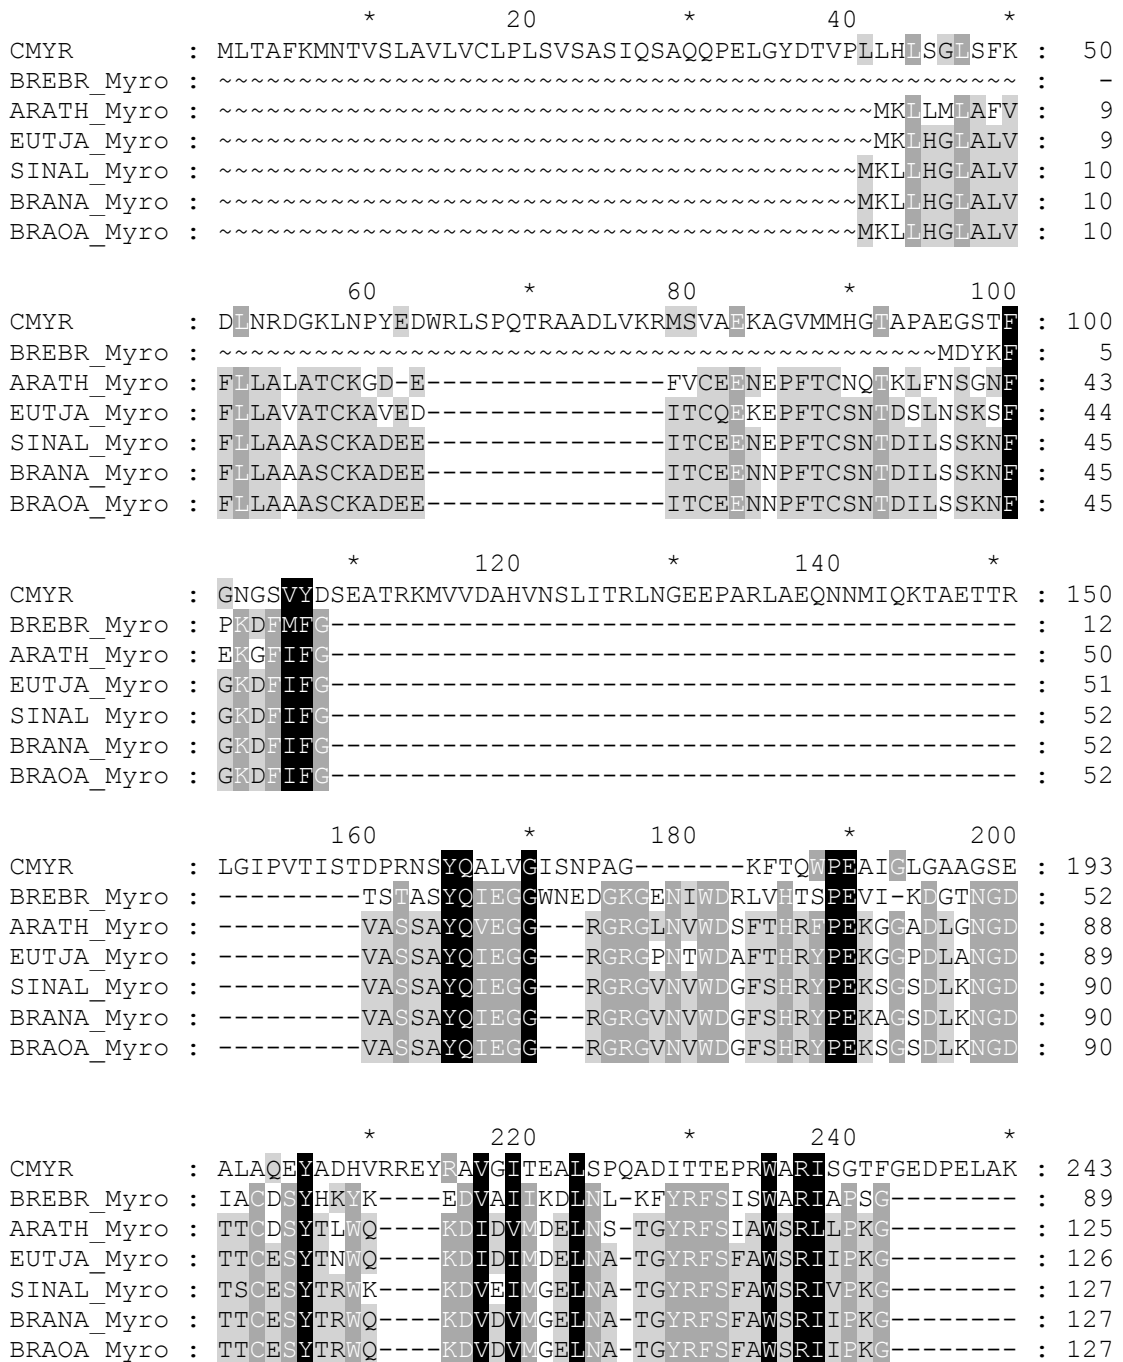 * 20 * 40 *
CMYR : MLTAFKMNTVSLAVLVCLPLSVSASIQSAQQPELGYDTVPLLHLSGLSFK : 50
BREBR_Myro : ~~~~~~~~~~~~~~~~~~~~~~~~~~~~~~~~~~~~~~~~~~~~~~~~~~ : -
ARATH_Myro : ~~~~~~~~~~~~~~~~~~~~~~~~~~~~~~~~~~~~~~~~~MKLLMLAFV : 9
EUTJA_Myro : ~~~~~~~~~~~~~~~~~~~~~~~~~~~~~~~~~~~~~~~~~MKLHGLALV : 9
SINAL_Myro : ~~~~~~~~~~~~~~~~~~~~~~~~~~~~~~~~~~~~~~~~MKLLHGLALV : 10
BRANA_Myro : ~~~~~~~~~~~~~~~~~~~~~~~~~~~~~~~~~~~~~~~~MKLLHGLALV : 10
BRAOA_Myro : ~~~~~~~~~~~~~~~~~~~~~~~~~~~~~~~~~~~~~~~~MKLLHGLALV : 10
60 * 80 * 100
CMYR : DLNRDGKLNPYEDWRLSPQTRAADLVKRMSVAEKAGVMMHGTAPAEGSTF : 100
BREBR_Myro : ~~~~~~~~~~~~~~~~~~~~~~~~~~~~~~~~~~~~~~~~~~~~~MDYKF : 5
ARATH_Myro : FLLALATCKGD-E---------------FVCEENEPFTCNQTKLFNSGNF : 43
EUTJA_Myro : FLLAVATCKAVED---------------ITCQEKEPFTCSNTDSLNSKSF : 44
SINAL_Myro : FLLAAASCKADEE---------------ITCEENEPFTCSNTDILSSKNF : 45
BRANA_Myro : FLLAAASCKADEE---------------ITCEENNPFTCSNTDILSSKNF : 45
BRAOA_Myro : FLLAAASCKADEE---------------ITCEENNPFTCSNTDILSSKNF : 45
* 120 * 140 *
CMYR : GNGSVYDSEATRKMVVDAHVNSLITRLNGEEPARLAEQNNMIQKTAETTR : 150
BREBR_Myro : PKDFMFG------------------------------------------- : 12
ARATH_Myro : EKGFIFG------------------------------------------- : 50
EUTJA_Myro : GKDFIFG------------------------------------------- : 51
SINAL_Myro : GKDFIFG------------------------------------------- : 52
BRANA_Myro : GKDFIFG------------------------------------------- : 52
BRAOA_Myro : GKDFIFG------------------------------------------- : 52
160 * 180 * 200
CMYR : LGIPVTISTDPRNSYQALVGISNPAG-------KFTQWPEAIGLGAAGSE : 193
BREBR_Myro : ---------TSTASYQIEGGWNEDGKGENIWDRLVHTSPEVI-KDGTNGD : 52
ARATH_Myro : ---------VASSAYQVEGG---RGRGLNVWDSFTHRFPEKGGADLGNGD : 88
EUTJA_Myro : ---------VASSAYQIEGG---RGRGPNTWDAFTHRYPEKGGPDLANGD : 89
SINAL_Myro : ---------VASSAYQIEGG---RGRGVNVWDGFSHRYPEKSGSDLKNGD : 90
BRANA_Myro : ---------VASSAYQIEGG---RGRGVNVWDGFSHRYPEKAGSDLKNGD : 90
BRAOA_Myro : ---------VASSAYQIEGG---RGRGVNVWDGFSHRYPEKSGSDLKNGD : 90
* 220 * 240 *
CMYR : ALAQEYADHVRREYRAVGITEALSPQADITTEPRWARISGTFGEDPELAK : 243
BREBR_Myro : IACDSYHKYK----EDVAIIKDLNL-KFYRFSISWARIAPSG-------- : 89
ARATH_Myro : TTCDSYTLWQ----KDIDVMDELNS-TGYRFSIAWSRLLPKG-------- : 125
EUTJA_Myro : TTCESYTNWQ----KDIDIMDELNA-TGYRFSFAWSRIIPKG-------- : 126
SINAL_Myro : TSCESYTRWK----KDVEIMGELNA-TGYRFSFAWSRIVPKG-------- : 127
BRANA_Myro : TTCESYTRWQ----KDVDVMGELNA-TGYRFSFAWSRIIPKG-------- : 127
BRAOA_Myro : TTCESYTRWQ----KDVDVMGELNA-TGYRFSFAWSRIIPKG-------- : 127